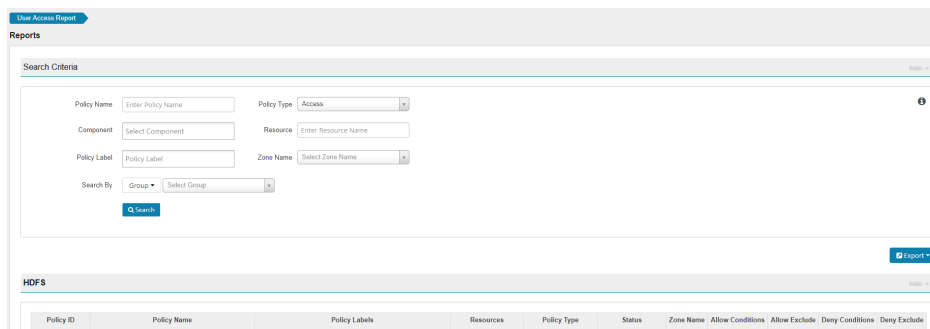 User Access Report
Reports
Search Criteria hide
Policy Name Enter Policy Name Policy Type Access
Component Select Component Resource Enter Resource Name
Policy Label Policy Label Zone Name Select Zone Name
Search By Group Select Group
Search
Export
HDFS hide
Policy ID Policy Name Policy Labels Resources Policy Type Status Zone Name Allow Conditions Allow Exclude Deny Conditions Deny Exclude